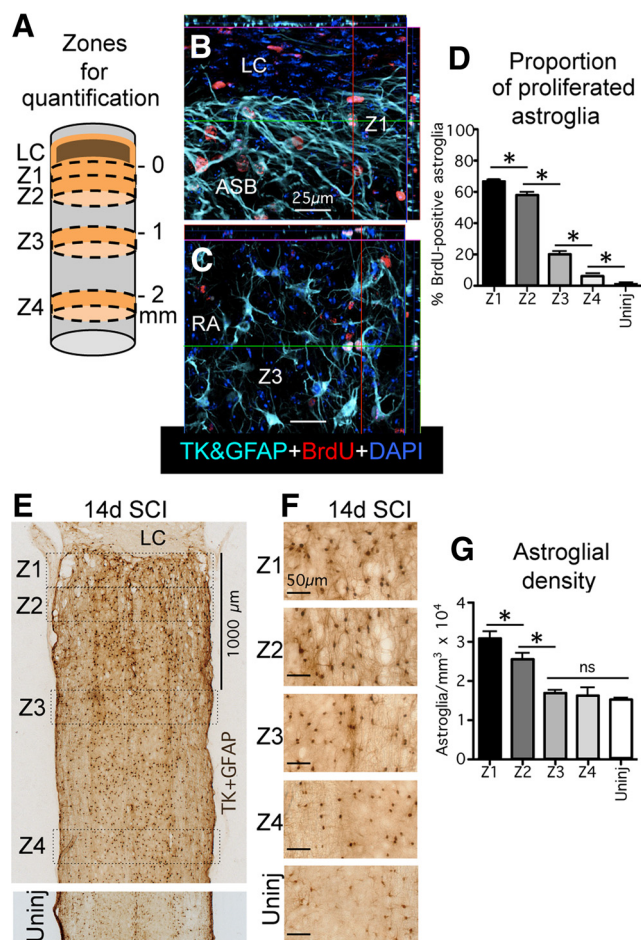 A
Zones
for
quantification
LC
Z1
Z2
Z3
Z4
0
1
2
mm
B
LC
Z1
ASB
25µm
C
RA
Z3
TK&GFAP+BrdU+DAPI
D
Proportion
of proliferated
astroglia
% BrdU-positive astroglia
100
80
60
40
20
0
*
*
*
*
Z1
Z2
Z3
Z4
Uninj
E
14d SCI
LC
Z1
Z2
Z3
Z4
Uninj
1000 µm
TK+GFAP
F
14d SCI
Z1
50µm
Z2
Z3
Z4
Uninj
G
Astroglial
density
Astroglia/mm³ x 10⁴
4
3
2
1
0
*
*
ns
Z1
Z2
Z3
Z4
Uninj